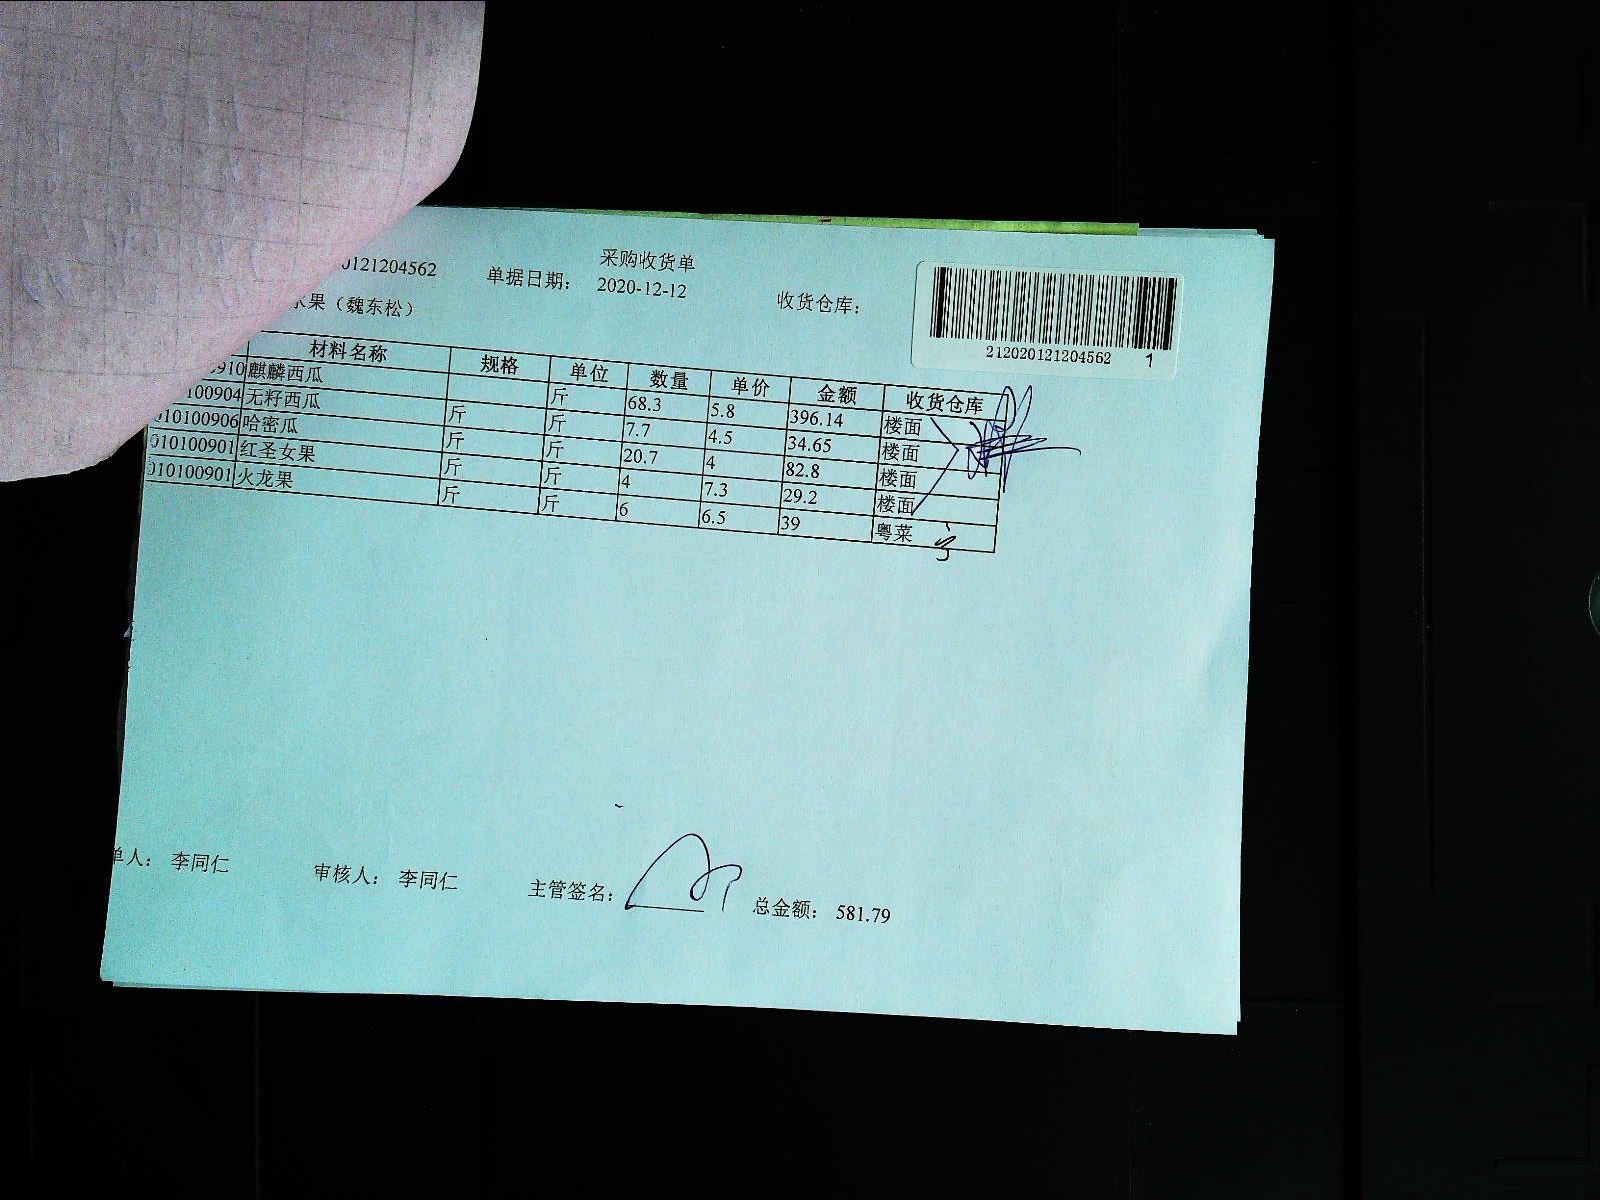 采购收货单
0121204562 单据日期： 2020-12-12 收货仓库：
水果（魏东松）
212020121204562 1
材料名称 规格 单位 数量 单价 金额 收货仓库
910 麒麟西瓜 斤 68.3 5.8 396.14 楼面
100904 无籽西瓜 斤 斤 7.7 4.5 34.65 楼面
010100906 哈密瓜 斤 斤 20.7 4 82.8 楼面
010100901 红圣女果 斤 斤 4 7.3 29.2 楼面
010100901 火龙果 斤 斤 6 6.5 39 粤菜
单人： 李同仁 审核人： 李同仁 主管签名： 总金额： 581.79